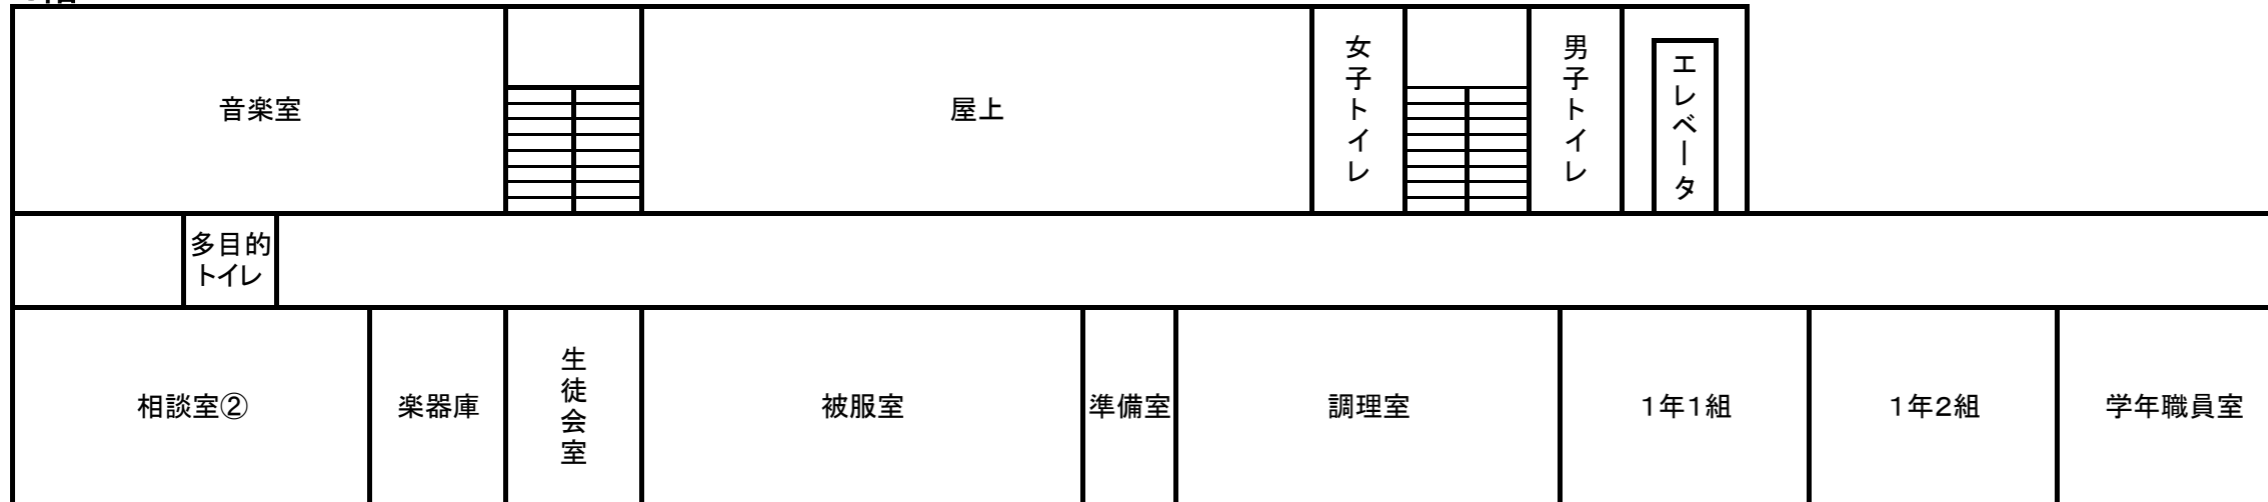 音楽室
屋上
女子トイレ
男子トイレ
エレベータ
多目的
トイレ
相談室②
楽器庫
生徒会室
被服室
準備室
調理室
1年1組
1年2組
学年職員室